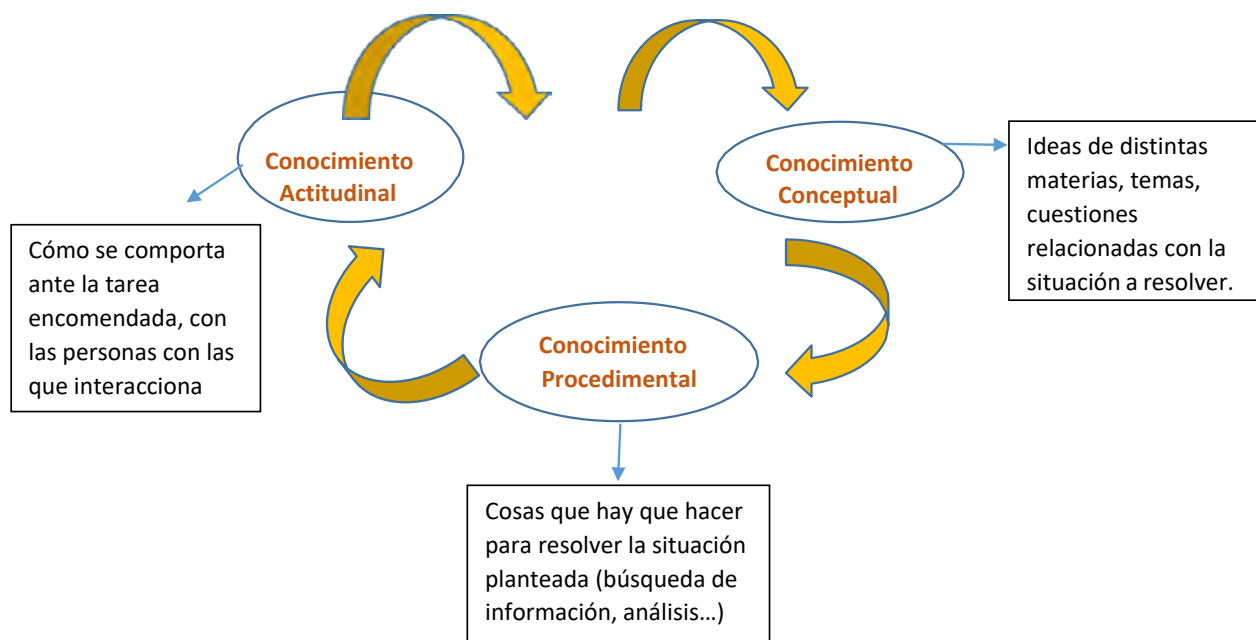 Conocimiento
Actitudinal
Conocimiento
Conceptual
Ideas de distintas
materias, temas,
cuestiones
relacionadas con la
situación a resolver.
Cómo se comporta
ante la tarea
encomendada, con
las personas con las
que interacciona
Conocimiento
Procedimental
Cosas que hay que hacer
para resolver la situación
planteada (búsqueda de
información, análisis...)